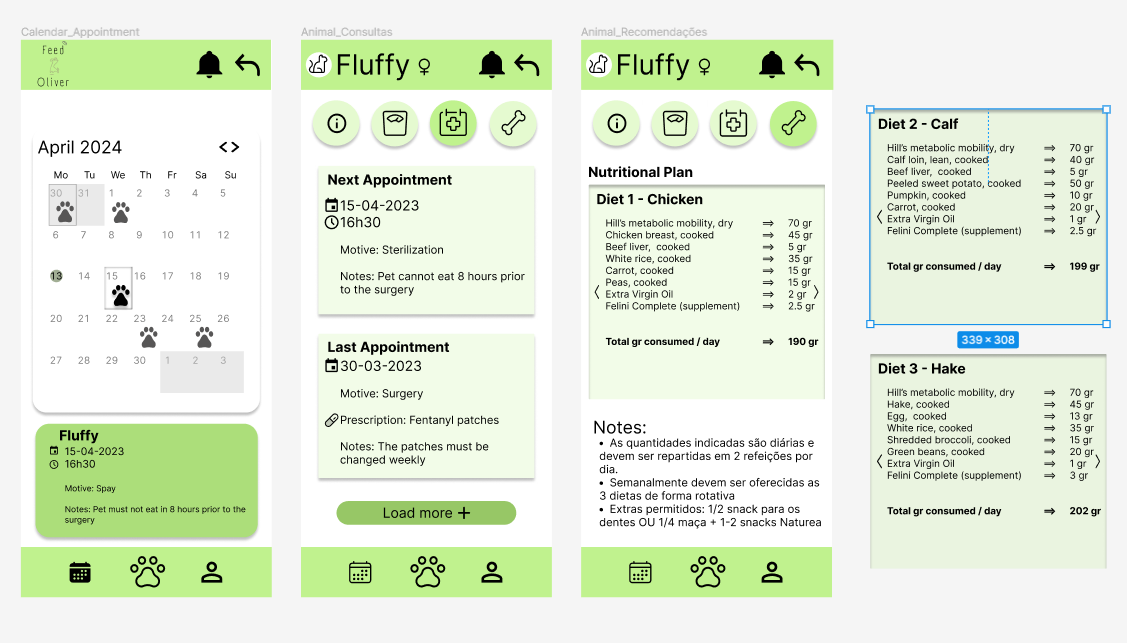 Calendar_Appointment
Feed
Oliver
April 2024
Mo Tu We Th Fr Sa Su
30 31 1 2 3 4 5
6 7 8 9 10 11 12
13 14 15 16 17 18 19
20 21 22 23 24 25 26
27 28 29 30 1 2 3
Fluffy
15-04-2023
16h30
Motive: Spay
Notes: Pet must not eat in 8 hours prior to the
surgery
Animal_Consultas
Fluffy
Next Appointment
15-04-2023
16h30
Motive: Sterilization
Notes: Pet cannot eat 8 hours prior
to the surgery
Last Appointment
30-03-2023
Motive: Surgery
Prescription: Fentanyl patches
Notes: The patches must be
changed weekly
Load more +
Animal_Recomendações
Fluffy
Nutritional Plan
Diet 1 - Chicken
Hill's metabolic mobility, dry ⇒ 70 gr
Chicken breast, cooked ⇒ 45 gr
Beef liver, cooked ⇒ 5 gr
White rice, cooked ⇒ 35 gr
Carrot, cooked ⇒ 15 gr
Peas, cooked ⇒ 15 gr
Extra Virgin Oil ⇒ 2 gr
Felini Complete (supplement) ⇒ 2.5 gr
Total gr consumed / day ⇒ 190 gr
Notes:
• As quantidades indicadas são diárias e
devem ser repartidas em 2 refeições por
dia.
• Semanalmente devem ser oferecidas as
3 dietas de forma rotativa
• Extras permitidos: 1/2 snack para os
dentes OU 1/4 maça + 1-2 snacks Naturea
Diet 2 - Calf
Hill's metabolic mobility, dry ⇒ 70 gr
Calf loin, lean, cooked ⇒ 40 gr
Beef liver, cooked ⇒ 5 gr
Peeled sweet potato, cooked ⇒ 50 gr
Pumpkin, cooked ⇒ 10 gr
Carrot, cooked ⇒ 20 gr
Extra Virgin Oil ⇒ 1 gr
Felini Complete (supplement) ⇒ 2.5 gr
Total gr consumed / day ⇒ 199 gr
339 × 308
Diet 3 - Hake
Hill's metabolic mobility, dry ⇒ 70 gr
Hake, cooked ⇒ 45 gr
Egg, cooked ⇒ 13 gr
White rice, cooked ⇒ 35 gr
Shredded broccoli, cooked ⇒ 15 gr
Green beans, cooked ⇒ 20 gr
Extra Virgin Oil ⇒ 1 gr
Felini Complete (supplement) ⇒ 3 gr
Total gr consumed / day ⇒ 202 gr